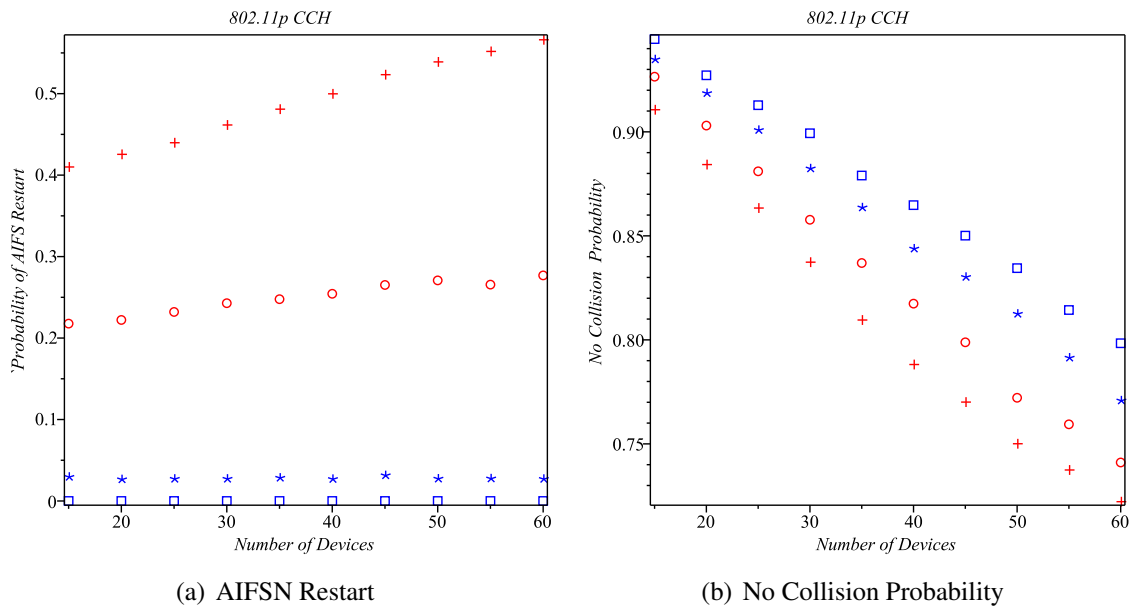 802.11p CCH
`Probability of AIFS Restart
0.5
0.4
0.3
0.2
0.1
0
20
30
40
50
60
Number of Devices
(a) AIFSN Restart
802.11p CCH
No Collision Probability
0.90
0.85
0.80
0.75
20
30
40
50
60
Number of Devices
(b) No Collision Probability